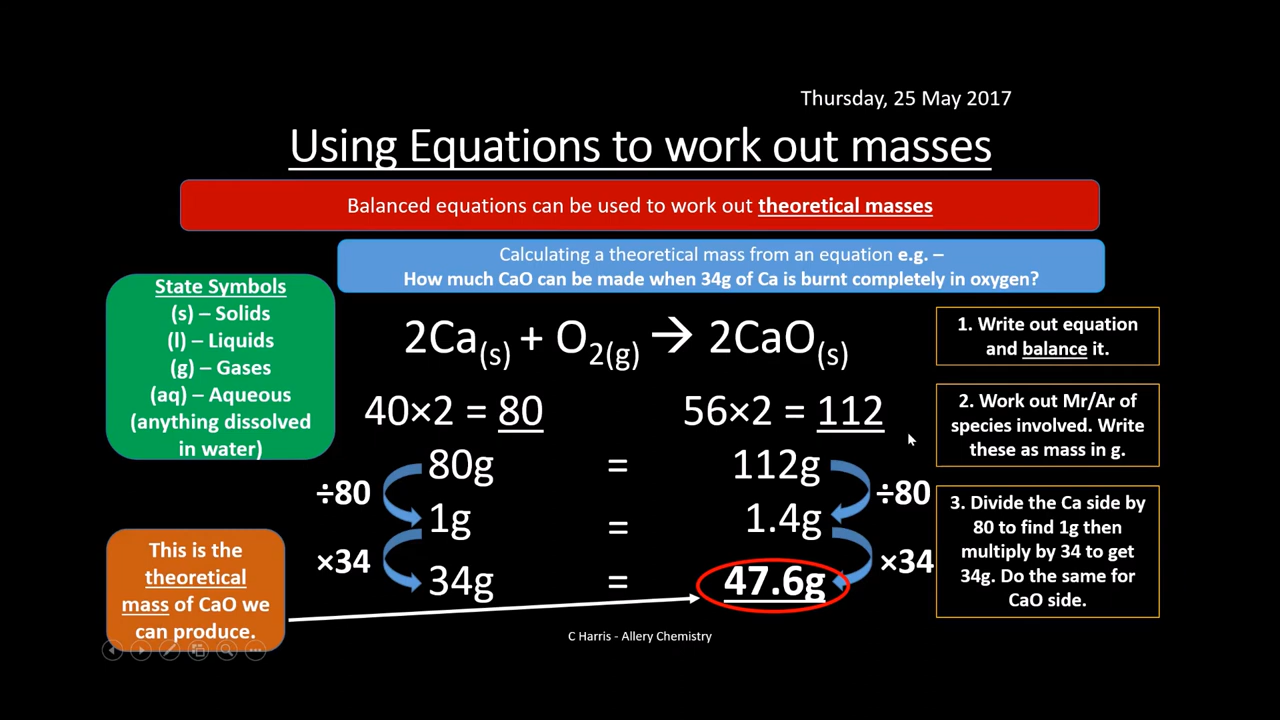 Thursday, 25 May 2017
Using Equations to work out masses
Balanced equations can be used to work out theoretical masses
Calculating a theoretical mass from an equation e.g. –
How much CaO can be made when 34g of Ca is burnt completely in oxygen?
State Symbols
(s) – Solids
(l) – Liquids
(g) – Gases
(aq) – Aqueous
(anything dissolved
in water)
2Ca(s) + O2(g) → 2CaO(s)
40×2 = 80 56×2 = 112
80g = 112g
÷80 ÷80
1g = 1.4g
×34 ×34
34g = 47.6g
1. Write out equation
and balance it.
2. Work out Mr/Ar of
species involved. Write
these as mass in g.
3. Divide the Ca side by
80 to find 1g then
multiply by 34 to get
34g. Do the same for
CaO side.
This is the
theoretical
mass of CaO we
can produce.
C Harris - Allery Chemistry